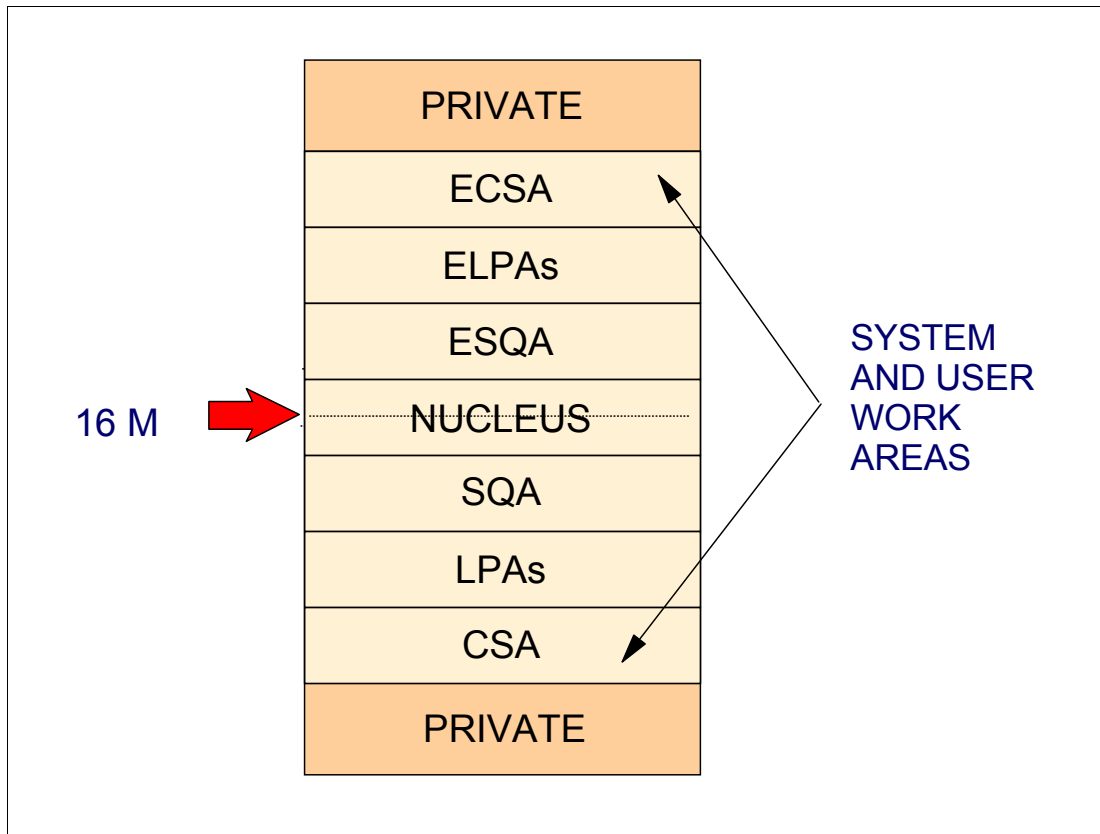 PRIVATE
ECSA
ELPAs
ESQA
16 M
NUCLEUS
SQA
LPAs
CSA
PRIVATE
SYSTEM
AND USER
WORK
AREAS